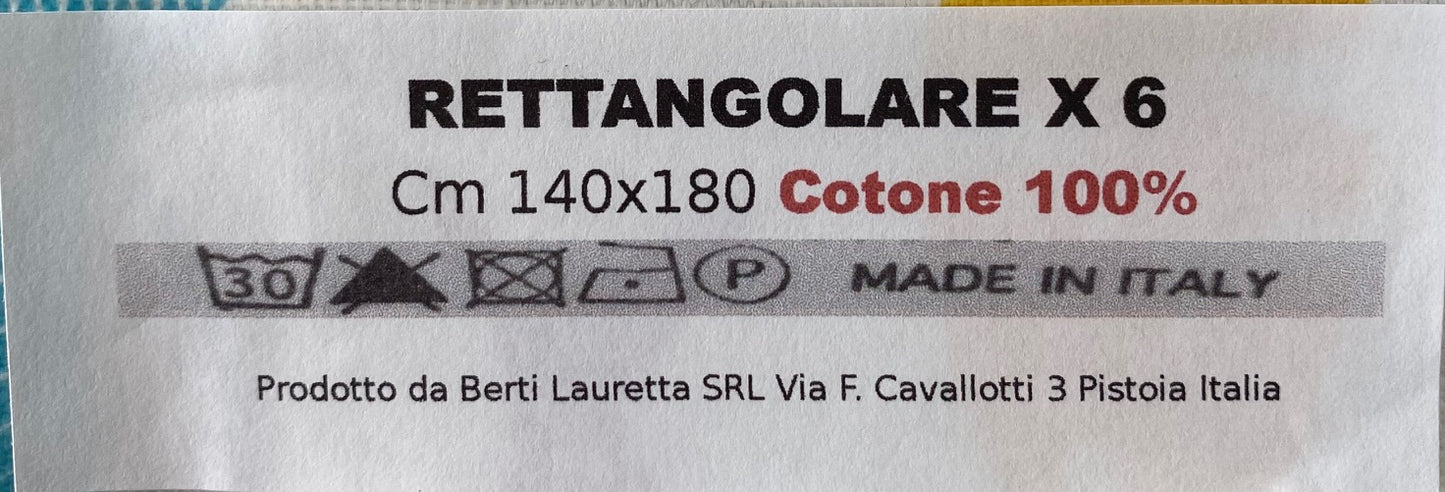 RETTANGOLARE X 6
Cm 140x180 Cotone 100%
30 P MADE IN ITALY
Prodotto da Berti Lauretta SRL Via F. Cavallotti 3 Pistoia Italia